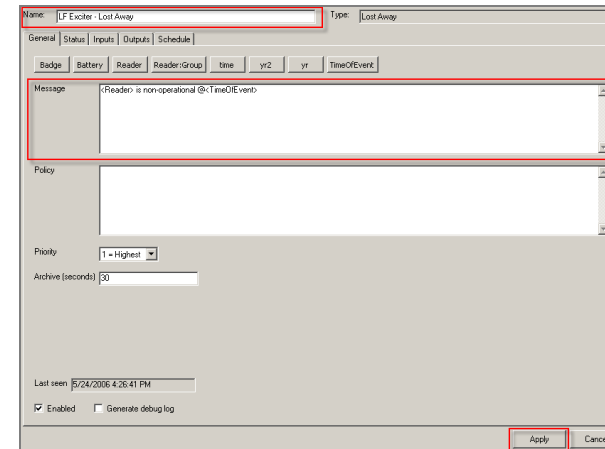 Name: LF Exciter - Lost Away Type: Lost Away
General Status Inputs Outputs Schedule
Badge Battery Reader Reader:Group time yr2 yr TimeOfEvent
Message <Reader> is non-operational @<TimeOfEvent>
Policy
Priority 1 = Highest
Archive (seconds) 30
Last seen 5/24/2006 4:26:41 PM
Enabled Generate debug log
Apply Cance